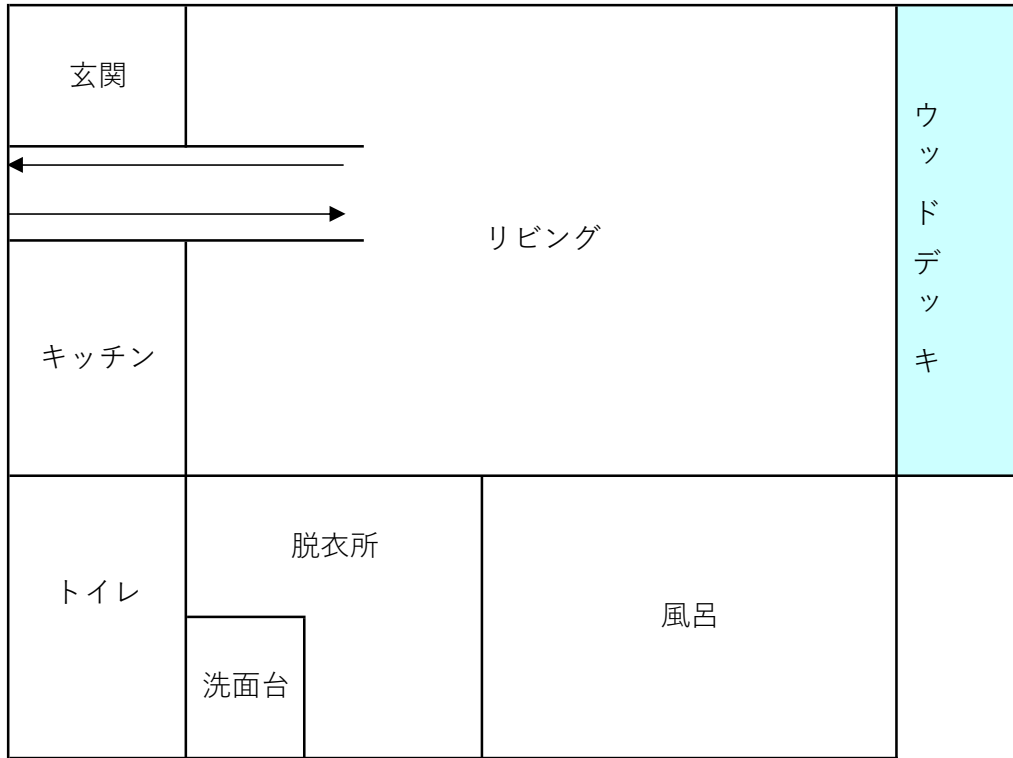 玄関
リビング
ウッドデッキ
キッチン
トイレ
脱衣所
洗面台
風呂